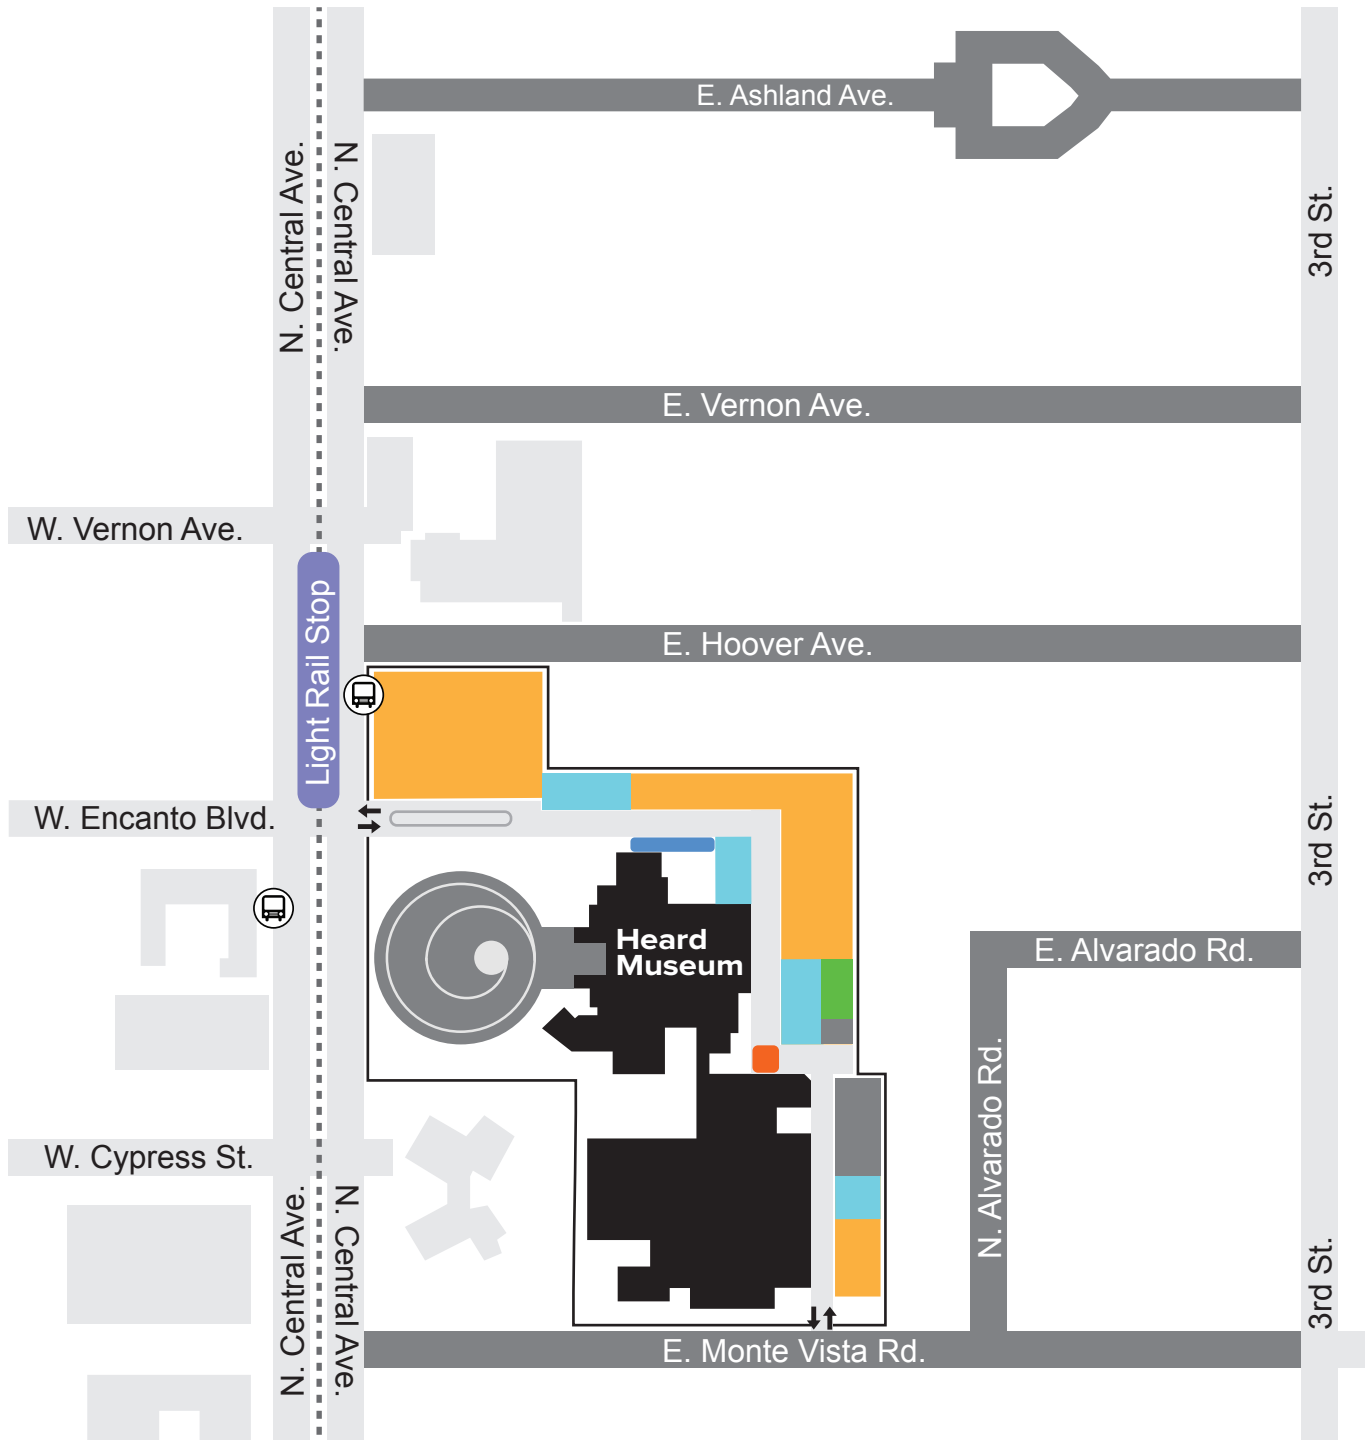 E. Ashland Ave.
N. Central Ave.
N. Central Ave.
3rd St.
E. Vernon Ave.
W. Vernon Ave.
Light Rail Stop
E. Hoover Ave.
W. Encanto Blvd.
3rd St.
Heard
Museum
E. Alvarado Rd.
N. Alvarado Rd.
W. Cypress St.
N. Central Ave.
N. Central Ave.
3rd St.
E. Monte Vista Rd.